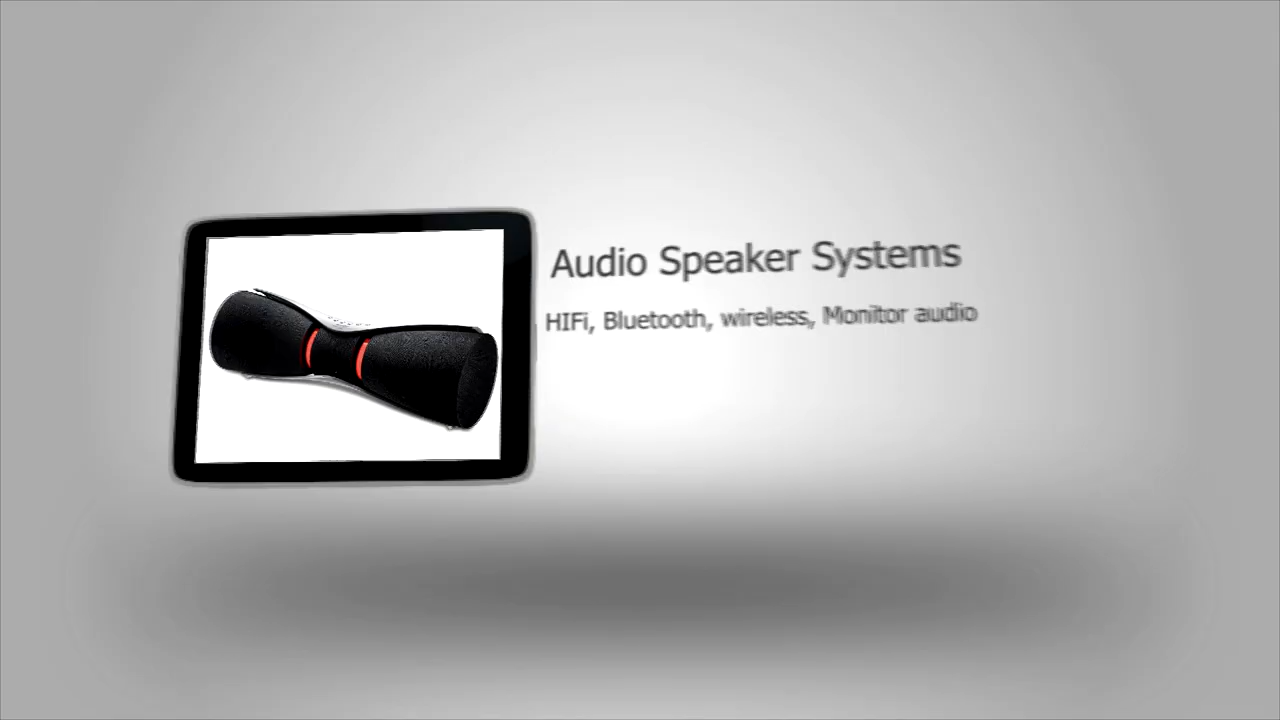 Audio Speaker Systems
HIFi, Bluetooth, wireless, Monitor audio